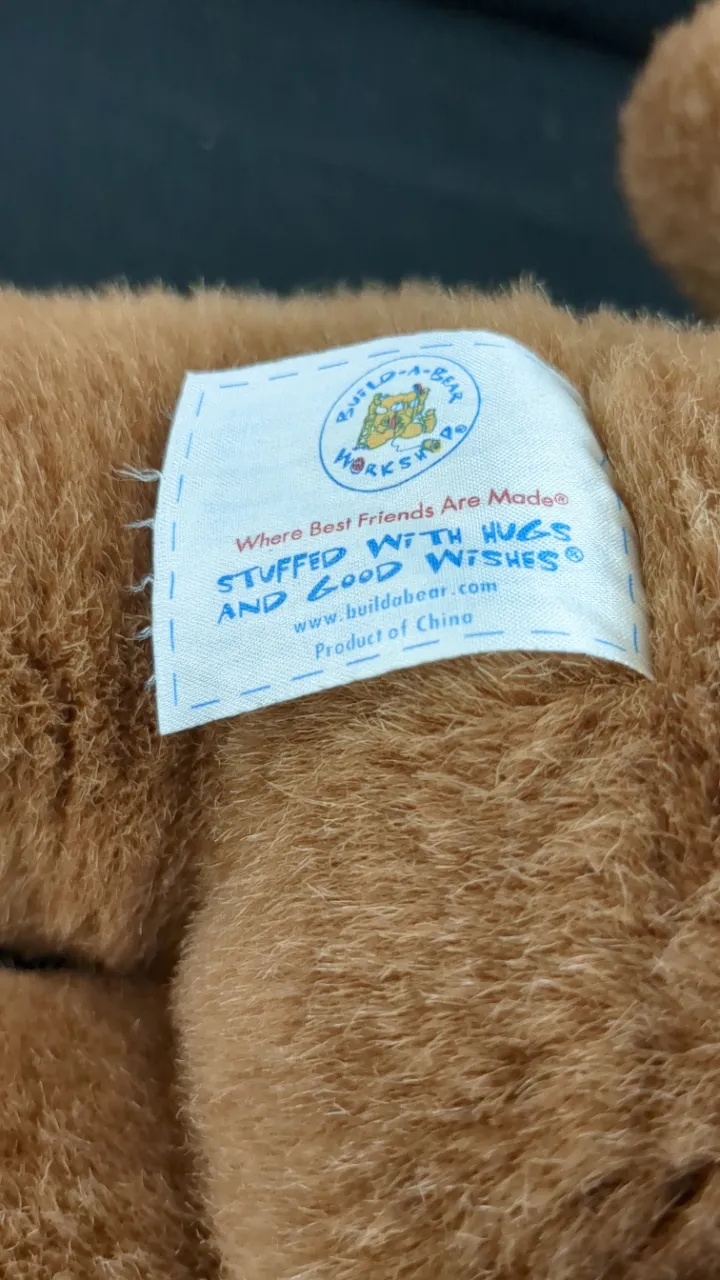 BUiLD-A-BEAR
WORKSHOP®
Where Best Friends Are Made®
STUFFED WiTH HUGS
AND GOOD WiSHES®
www.buildabear.com
Product of China